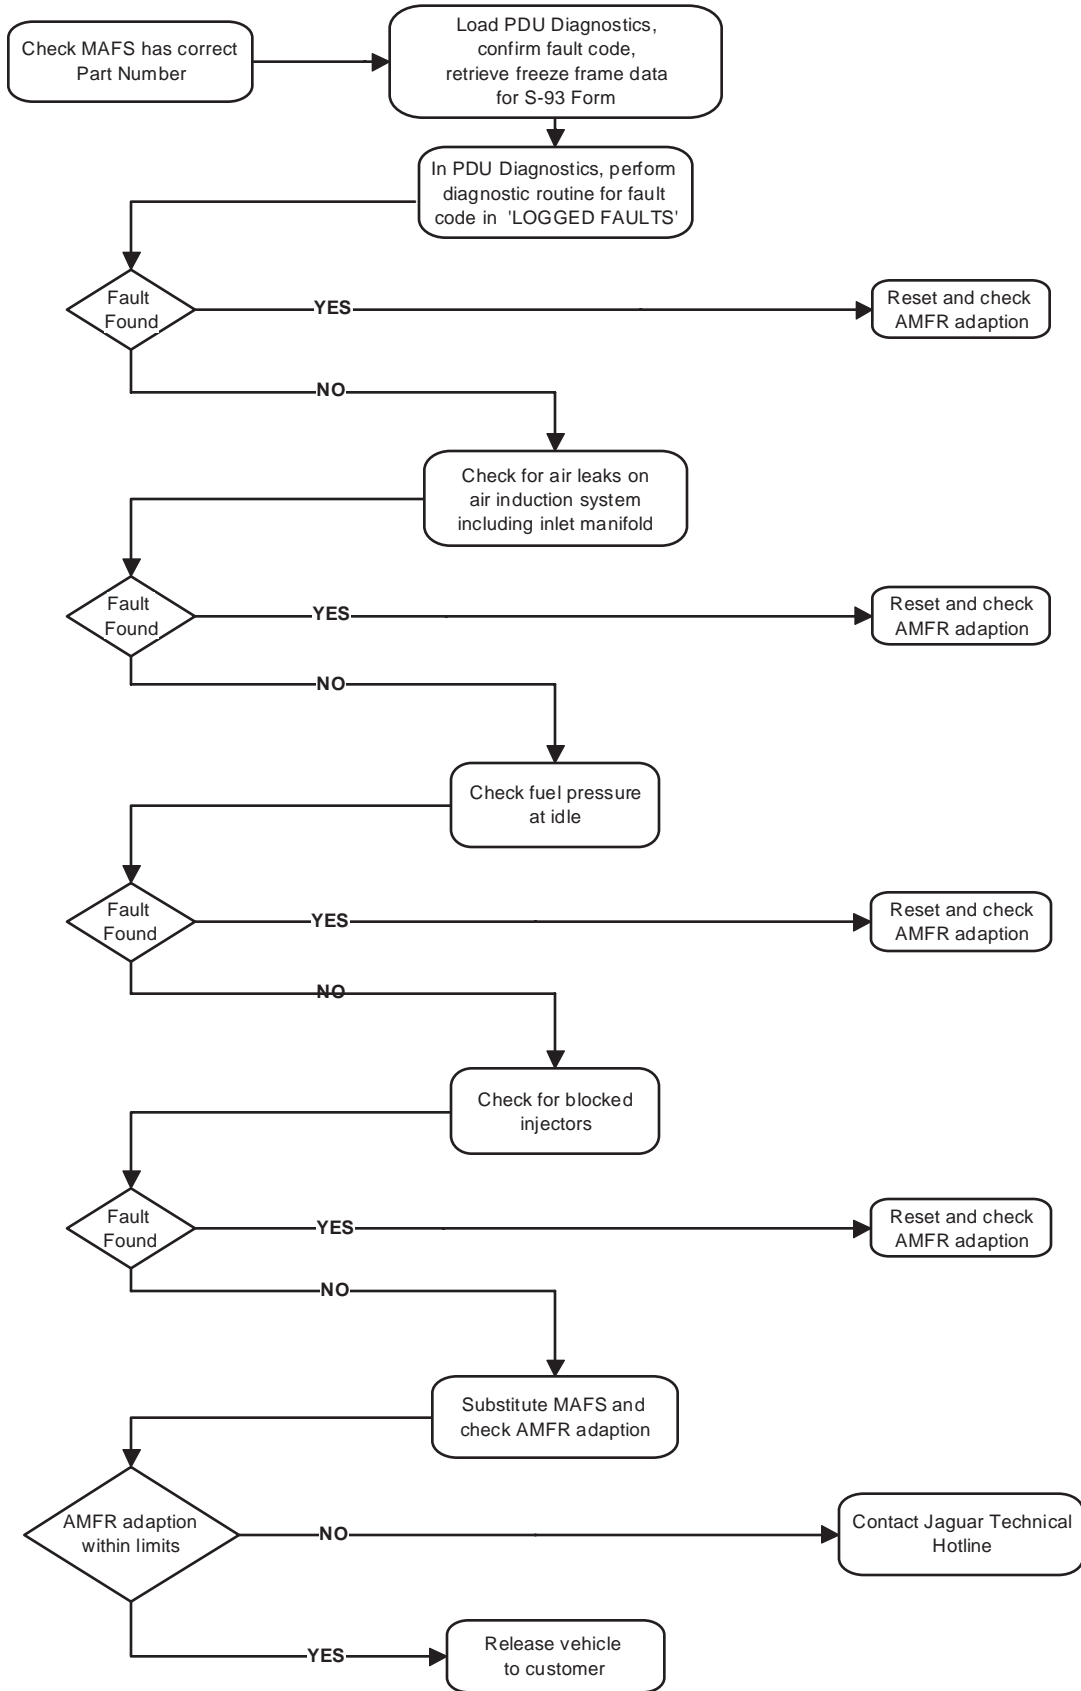 Check MAFS has correct
Part Number
Load PDU Diagnostics,
confirm fault code,
retrieve freeze frame data
for S-93 Form
In PDU Diagnostics, perform
diagnostic routine for fault
code in 'LOGGED FAULTS'
Fault
Found
YES
Reset and check
AMFR adaption
NO
Check for air leaks on
air induction system
including inlet manifold
Fault
Found
YES
Reset and check
AMFR adaption
NO
Check fuel pressure
at idle
Fault
Found
YES
Reset and check
AMFR adaption
NO
Check for blocked
injectors
Fault
Found
YES
Reset and check
AMFR adaption
NO
Substitute MAFS and
check AMFR adaption
AMFR adaption
within limits
NO
Contact Jaguar Technical
Hotline
YES
Release vehicle
to customer